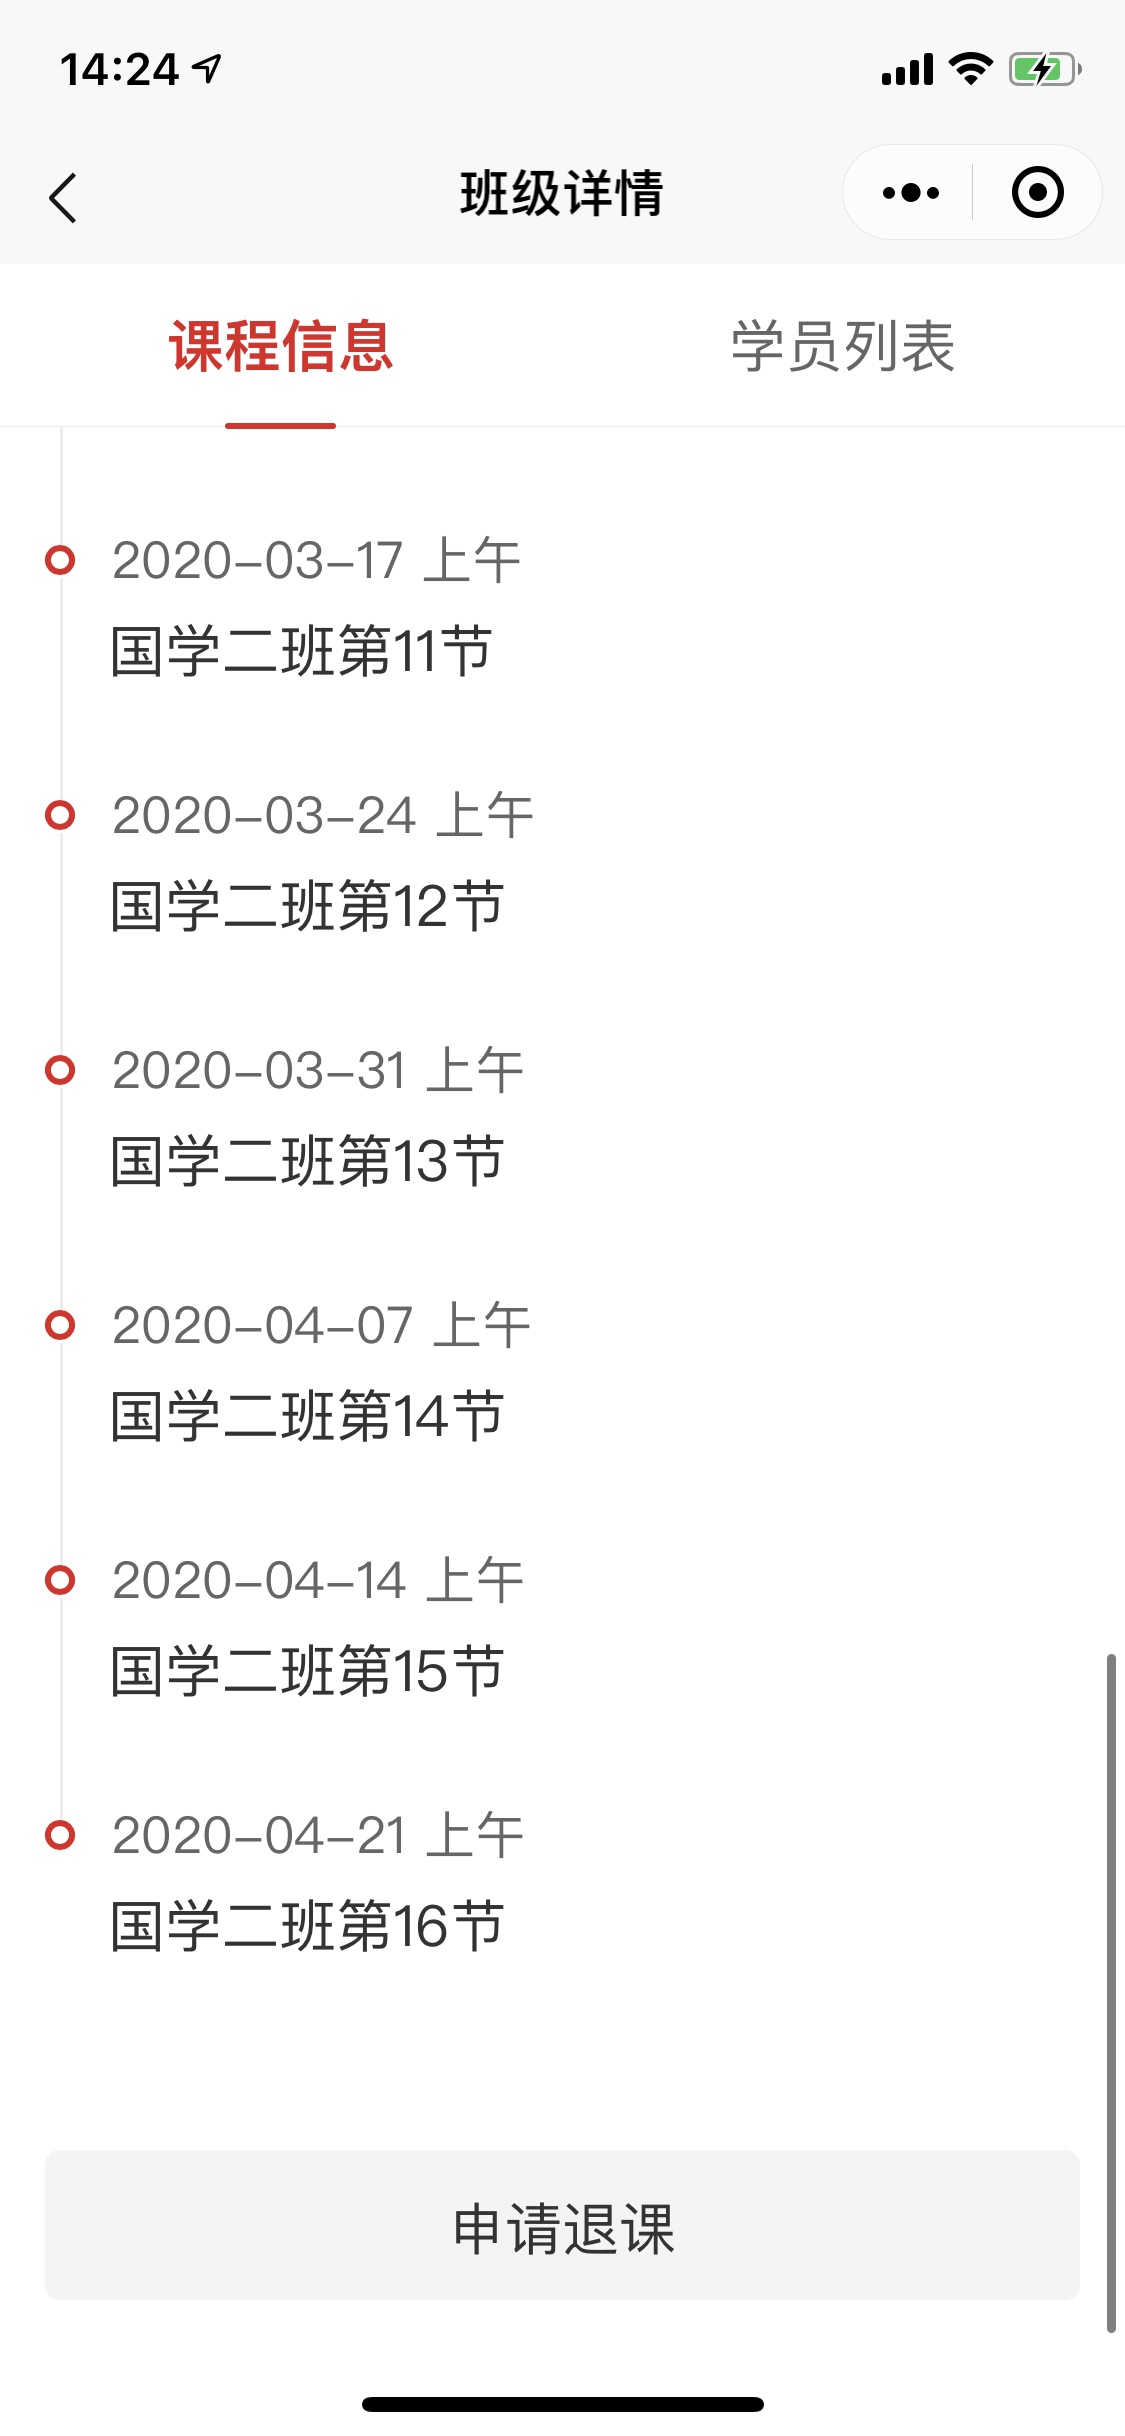 14:24
班级详情
课程信息
学员列表
2020-03-17 上午
国学二班第11节
2020-03-24 上午
国学二班第12节
2020-03-31 上午
国学二班第13节
2020-04-07 上午
国学二班第14节
2020-04-14 上午
国学二班第15节
2020-04-21 上午
国学二班第16节
申请退课